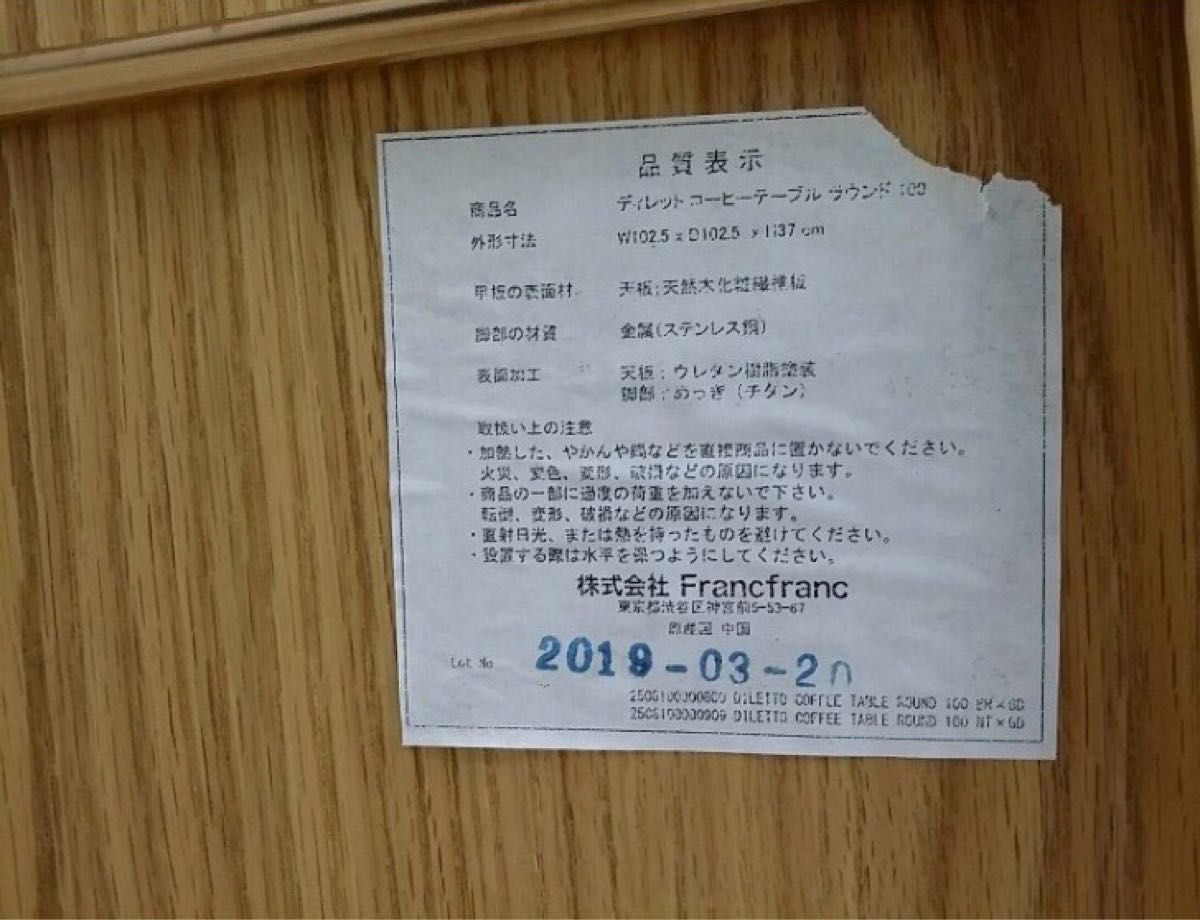 品質表示
商品名 ディレット コーヒーテーブル ラウンド 100
外形寸法 W102.5 x D102.5 x H37 cm
甲板の表面材 天板:天然木化粧繊維板
脚部の材質 金属(ステンレス鋼)
表面加工 天板:ウレタン樹脂塗装
脚部:めっき(チタン)
取扱い上の注意
・加熱した、やかんや鍋などを直接商品に置かないでください。
火災、変色、変形、破損などの原因になります。
・商品の一部に過度の荷重を加えないで下さい。
転倒、変形、破損などの原因になります。
・直射日光、または熱を持ったものを避けてください。
・設置する際は水平を保つようにしてください。
株式会社 Francfranc
東京都渋谷区神宮前5-53-67
原産国 中国
Lot No 2019-03-20
DILETTO COFFEE TABLE ROUND 100 BR×GD
DILETTO COFFEE TABLE ROUND 100 NT×GD